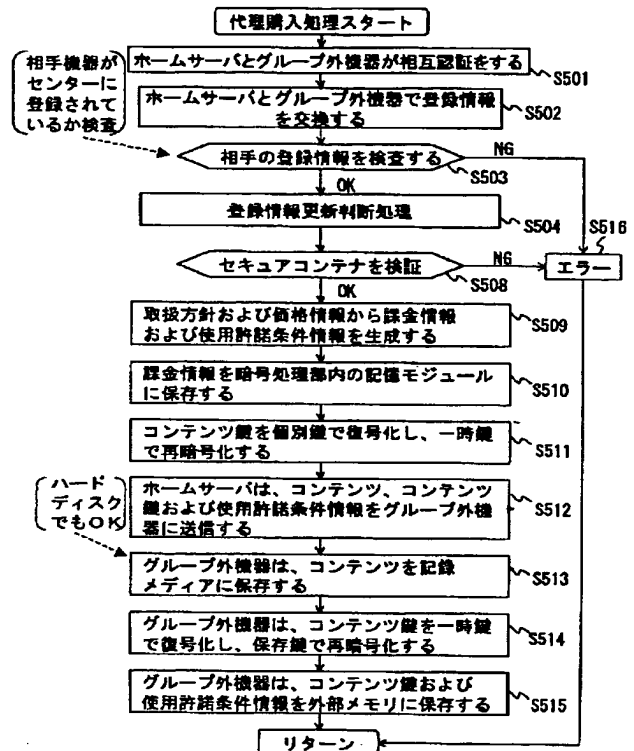 代理購入処理スタート
相手機器が
センターに
登録されて
いるか検査
ホームサーバとグループ外機器が相互認証をする
S501
ホームサーバとグループ外機器で登録情報
を交換する
S502
相手の登録情報を検査する
NG
S503
OK
登録情報更新判断処理
S504
S516
セキュアコンテナを検証
NG
エラー
S508
OK
取扱方針および価格情報から課金情報
および使用許諾条件情報を生成する
S509
課金情報を暗号処理部内の記憶モジュール
に保存する
S510
コンテンツ鍵を個別鍵で復号化し、一時鍵
で再暗号化する
S511
ハード
ディスク
でもOK
ホームサーバは、コンテンツ、コンテンツ
鍵および使用許諾条件情報をグループ外機
器に送信する
S512
グループ外機器は、コンテンツを記録
メディアに保存する
S513
グループ外機器は、コンテンツ鍵を一時鍵
で復号化し、保存鍵で再暗号化する
S514
グループ外機器は、コンテンツ鍵および
使用許諾条件情報を外部メモリに保存する
S515
リターン